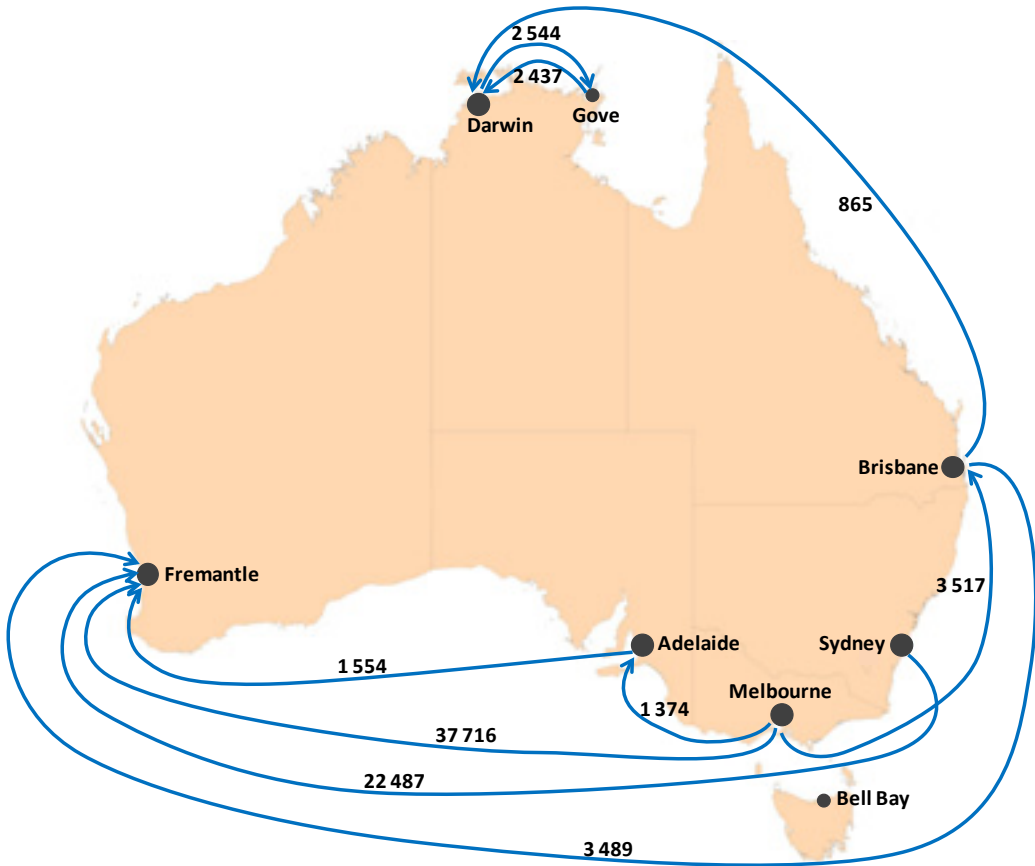 2 544
2 437
Gove
Darwin
865
Brisbane
Fremantle
3 517
Adelaide
Sydney
1 554
Melbourne
1 374
37 716
22 487
Bell Bay
3 489